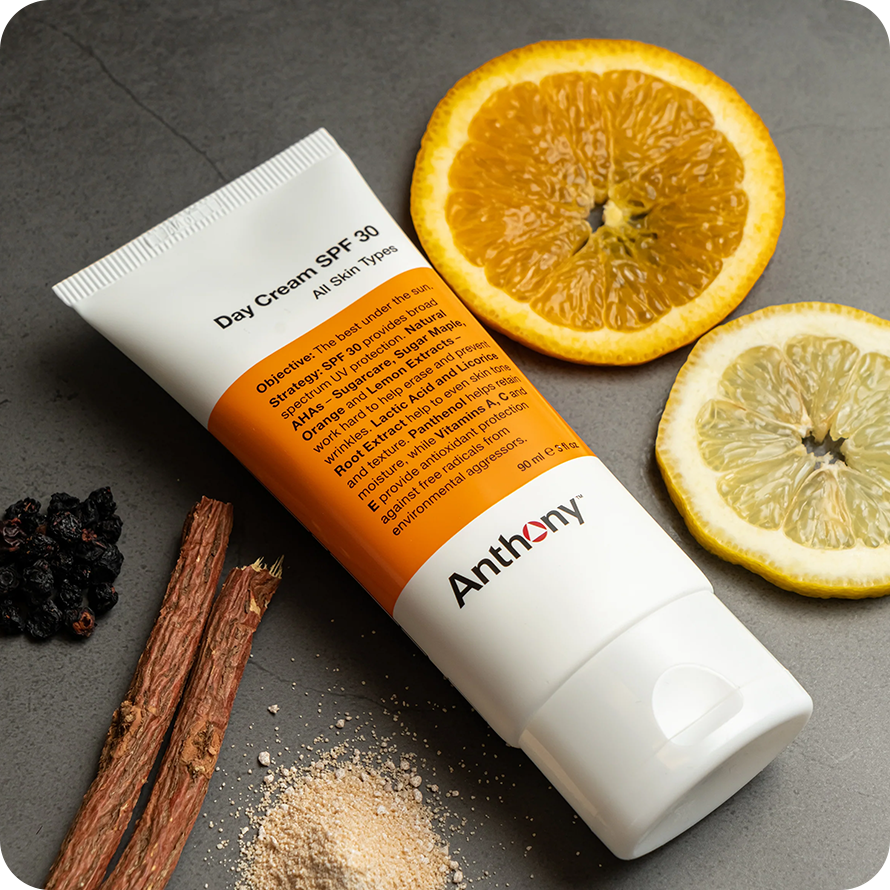 Day Cream SPF 30
All Skin Types
Objective: The best under the sun.
Strategy: SPF 30 provides broad
spectrum UV protection. Natural
AHAs – Sugarcare, Sugar Maple,
Orange and Lemon Extracts –
work hard to help erase and prevent
wrinkles. Lactic Acid and Licorice
Root Extract help to even skin tone
and texture. Panthenol helps retain
moisture, while Vitamins A, C and
E provide antioxidant protection
against free radicals from
environmental aggressors.
90 ml ℮ 3 fl oz
Anthony™